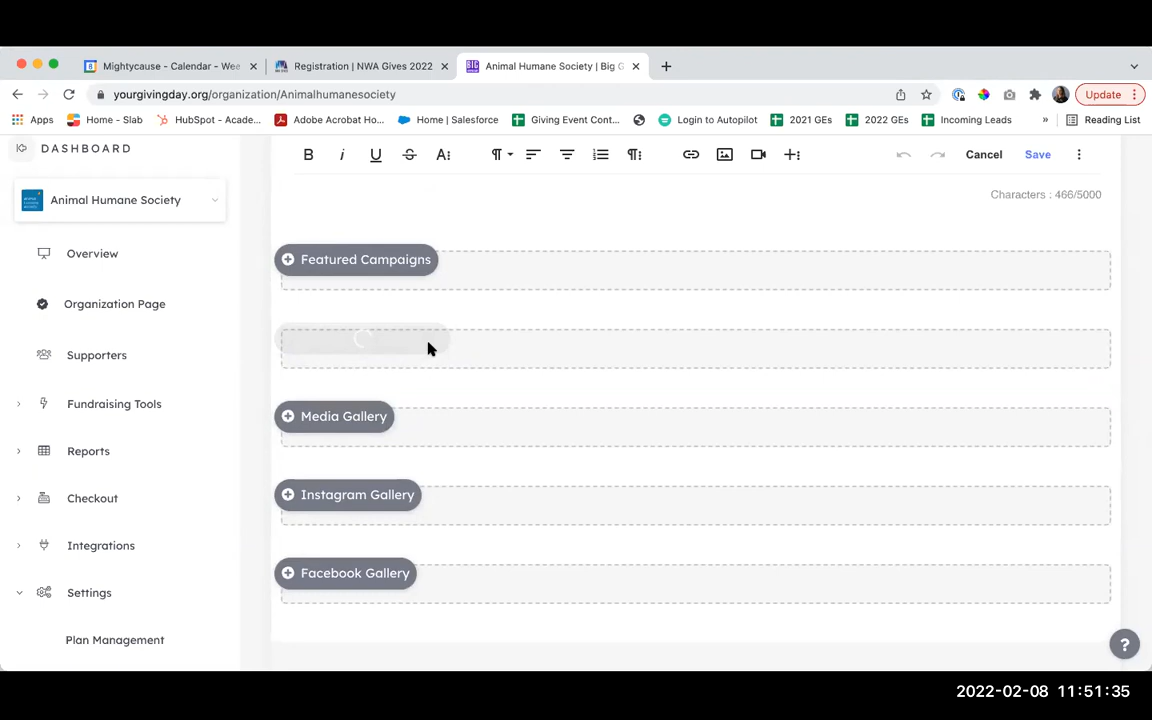 Mightycause - Calendar - Wee
Registration | NWA Gives 2022
Animal Humane Society | Big G
yourgivingday.org/organization/Animalhumanesociety
Update
Apps
Home - Slab
HubSpot - Acade...
Adobe Acrobat Ho...
Home | Salesforce
Giving Event Cont...
Login to Autopilot
2021 GEs
2022 GEs
Incoming Leads
»
Reading List
DASHBOARD
Animal Humane Society
Overview
Organization Page
Supporters
Fundraising Tools
Reports
Checkout
Integrations
Settings
Plan Management
Cancel
Save
Characters : 466/5000
Featured Campaigns
Media Gallery
Instagram Gallery
Facebook Gallery
?
2022-02-08 11:51:35